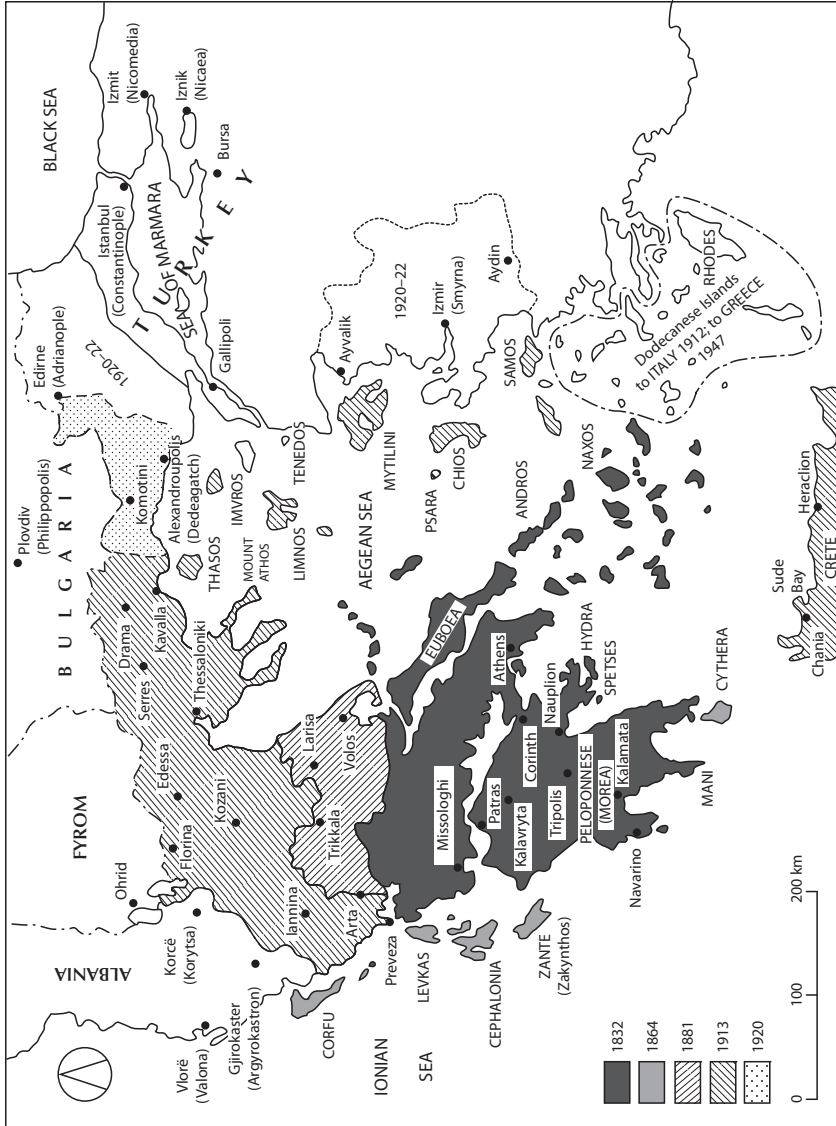 BLACK SEA
Izmit
(Nicomedia)
Iznik
(Nicaea)
Bursa
Istanbul
(Constantinople)
SEA OF MARMARA
TURKEY
Gallipoli
1920–22
Edirne
(Adrianople)
Plovdiv
(Philippopolis)
BULGARIA
Komotini
Alexandroupolis
(Dedeagatch)
Drama
Kavalla
Serres
Thessaloniki
THASOS
IMVROS
MOUNT
ATHOS
LIMNOS
TENEDOS
FYROM
Ohrid
Edessa
Florina
Kozani
ALBANIA
Korcë
(Korytsa)
Vlorë
(Valona)
Gjirokaster
(Argyrokastron)
Iannina
Larisa
Trikkala
Volos
Arta
Preveza
CORFU
IONIAN
SEA
LEVKAS
CEPHALONIA
ZANTE
(Zakynthos)
AEGEAN SEA
Ayvalik
1920–22
Izmir
(Smyrna)
Aydin
MYTILINI
PSARA
CHIOS
SAMOS
ANDROS
NAXOS
EUBOEA
Missologhi
Athens
Patras
Corinth
Kalavryta
Nauplion
Tripolis
PELOPONNESE
(MOREA)
Kalamata
Navarino
MANI
HYDRA
SPETSES
CYTHERA
Dodecanese Islands
to ITALY 1912; to GREECE
1947
RHODES
Sude
Bay
Chania
Heraclion
CRETE
1832
1864
1881
1913
1920
0
100
200 km